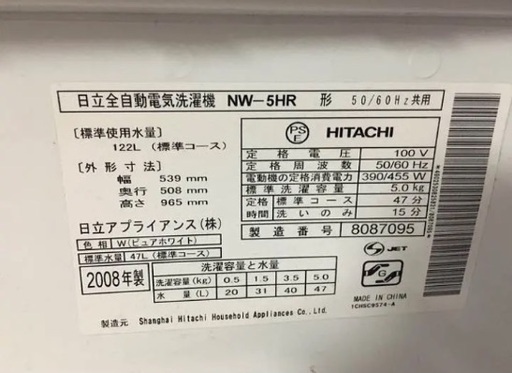 日立全自動電気洗濯機 NW-5HR 形 50/60Hz共用
［標準使用水量］
122L（標準コース）
［外形寸法］
幅 539 mm
奥行 508 mm
高さ 965 mm
日立アプライアンス（株）
色相 W（ピュアホワイト）
標準水量 47L（標準コース）
PS E HITACHI
定格電圧 100 V
定格周波数 50/60 Hz
電動機の定格消費電力 390/455 W
標準洗濯容量 5.0kg
定格 標準コース 47分
時間 洗いのみ 15分
製造番号 8087095
2008年製
洗濯容量と水量
洗濯容量(kg) 0.5 1.5 3.5 5.0
水量(L) 20 31 40 47
S JET
G
MADE IN CHINA
1CHSC8574-A
製造元 Shanghai Hitachi Household Appliances Co., Ltd.